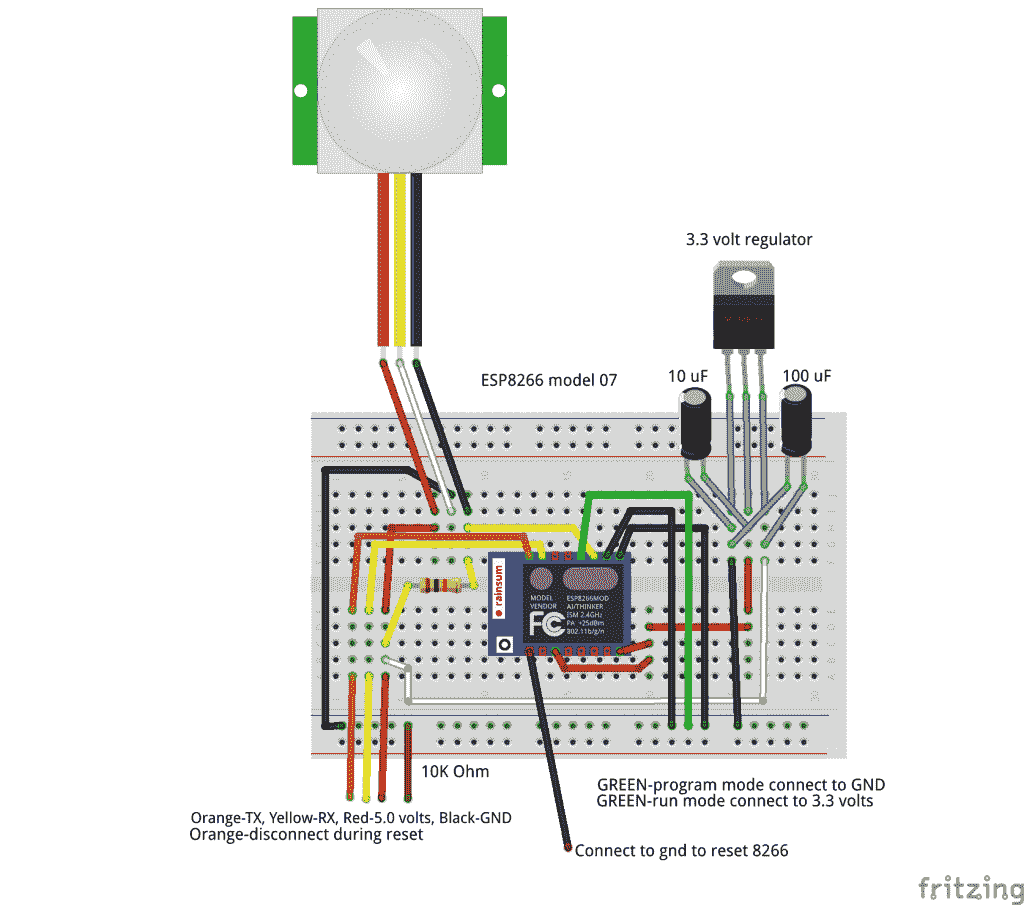 3.3 volt regulator
ESP8266 model 07
10 uF
100 uF
rainsum
MODEL
VENDOR
ESP8266MOD
AI/THINKER
ISM 2.4GHz
PA +25dBm
802.11b/g/n
FC
10K Ohm
GREEN-program mode connect to GND
GREEN-run mode connect to 3.3 volts
Orange-TX, Yellow-RX, Red-5.0 volts, Black-GND
Orange-disconnect during reset
Connect to gnd to reset 8266
fritzing